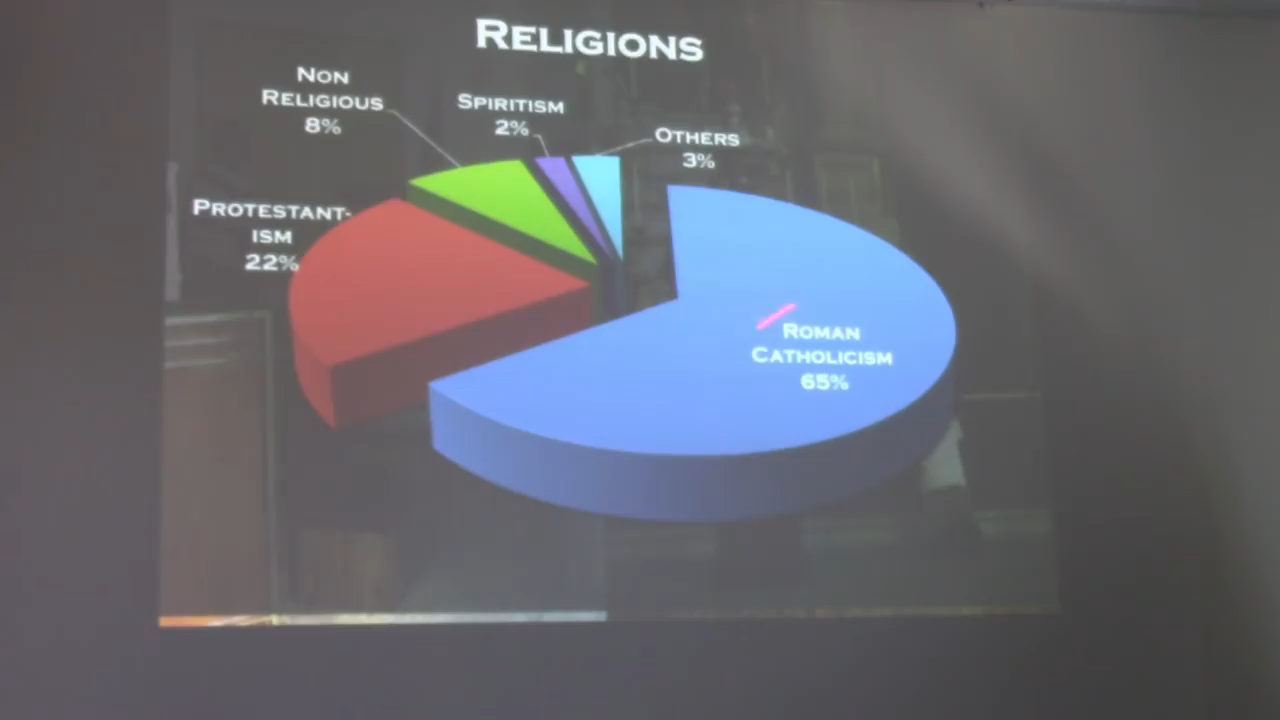 RELIGIONS
NON
RELIGIOUS
8%
SPIRITISM
2%
OTHERS
3%
PROTESTANT-
ISM
22%
ROMAN
CATHOLICISM
65%